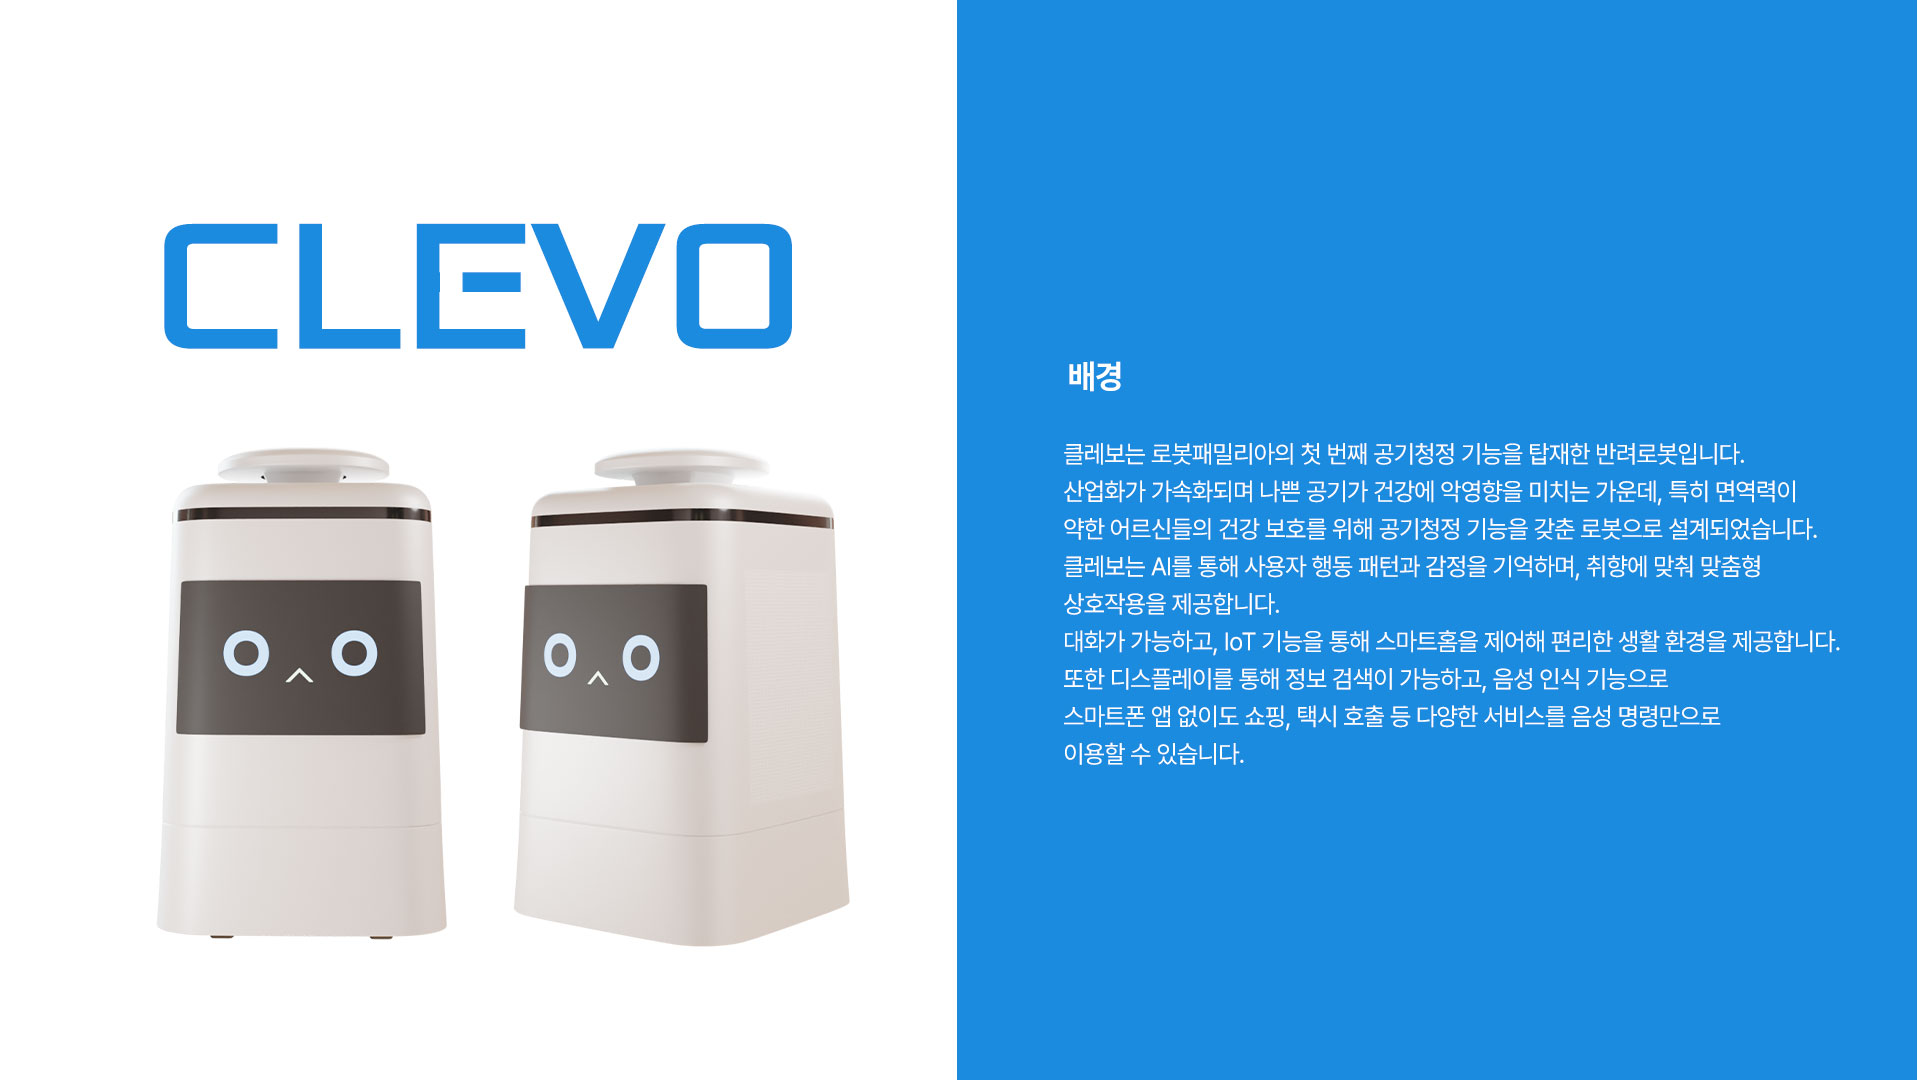 CLEVO
배경
클레보는 로봇패밀리아의 첫 번째 공기청정 기능을 탑재한 반려로봇입니다.
산업화가 가속화되며 나쁜 공기가 건강에 악영향을 미치는 가운데, 특히 면역력이
약한 어르신들의 건강 보호를 위해 공기청정 기능을 갖춘 로봇으로 설계되었습니다.
클레보는 AI를 통해 사용자 행동 패턴과 감정을 기억하며, 취향에 맞춰 맞춤형
상호작용을 제공합니다.
대화가 가능하고, IoT 기능을 통해 스마트홈을 제어해 편리한 생활 환경을 제공합니다.
또한 디스플레이를 통해 정보 검색이 가능하고, 음성 인식 기능으로
스마트폰 앱 없이도 쇼핑, 택시 호출 등 다양한 서비스를 음성 명령만으로
이용할 수 있습니다.